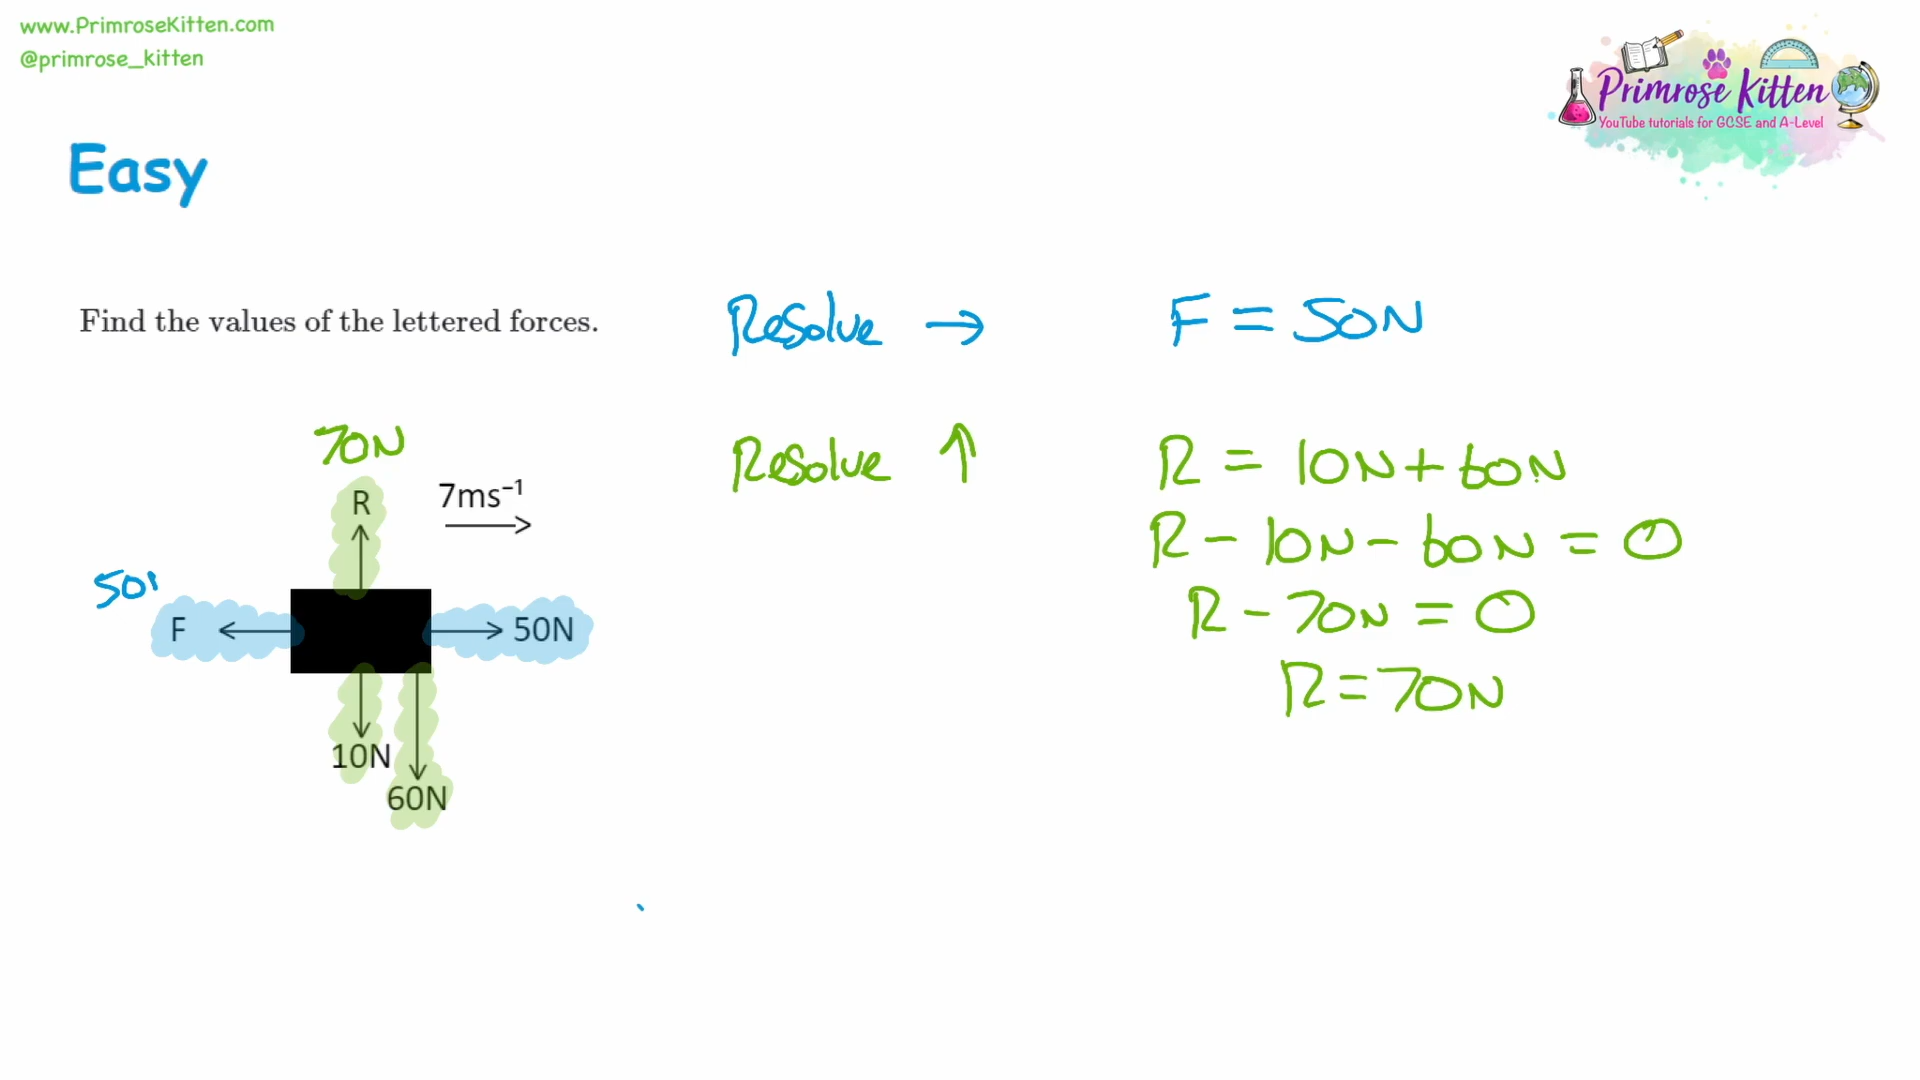 www.PrimroseKitten.com
@primrose_kitten
Primrose Kitten
YouTube tutorials for GCSE and A-Level
Easy
Find the values of the lettered forces.
Resolve → F = 50N
Resolve ↑ R = 10N + 60N
R - 10N - 60N = 0
R - 70N = 0
R = 70N
70N
R
7ms⁻¹
50N
F
50N
10N
60N